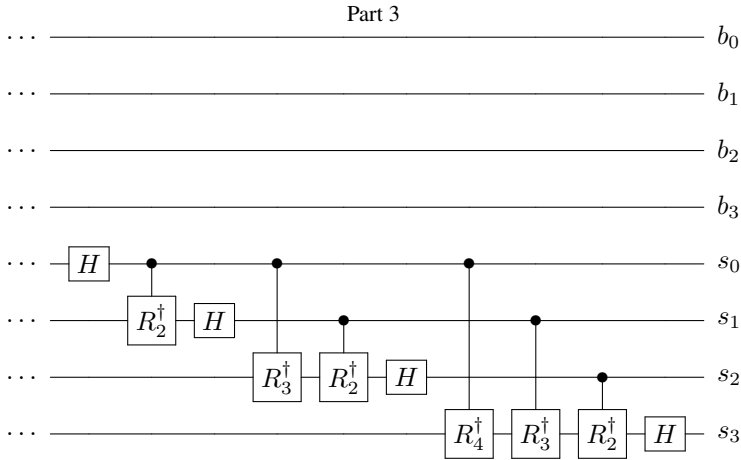 Part 3
··· b₀
··· b₁
··· b₂
··· b₃
··· H s₀
··· R₂† H s₁
··· R₃† R₂† H s₂
··· R₄† R₃† R₂† H s₃